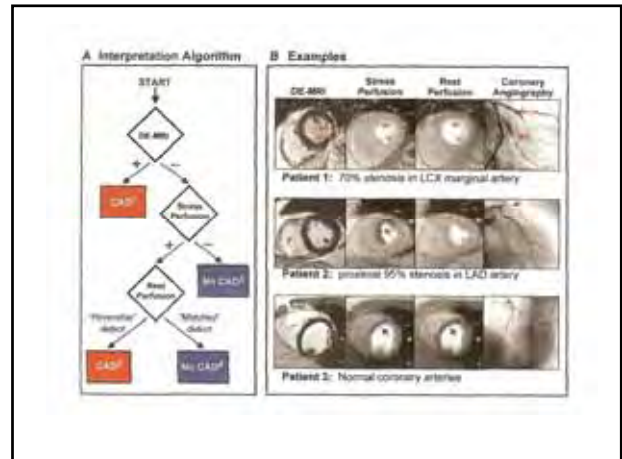 A Interpretation Algorithm
START
DE-MRI
+
−
CAD
Stress
Perfusion
+
−
Rest
Perfusion
No CAD
"Reversible"
defect
"Matched"
defect
CAD
No CAD
B Examples
DE-MRI
Stress
Perfusion
Rest
Perfusion
Coronary
Angiography
Patient 1: 70% stenosis in LCX marginal artery
Patient 2: proximal 95% stenosis in LAD artery
Patient 3: Normal coronary arteries